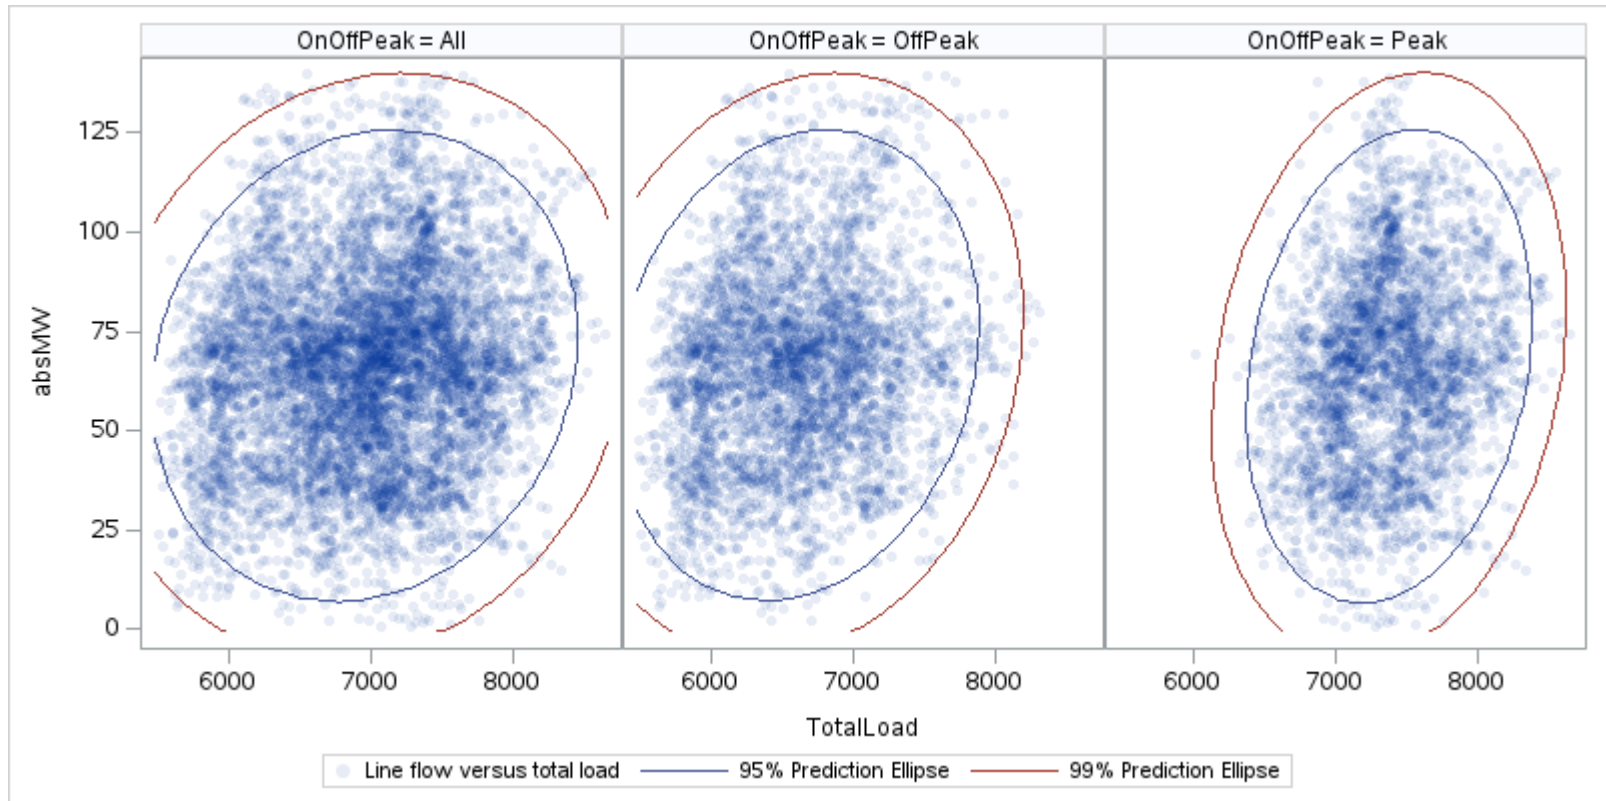 OnOffPeak = All
OnOffPeak = OffPeak
OnOffPeak = Peak
absMW
125
100
75
50
25
0
6000 7000 8000
6000 7000 8000
6000 7000 8000
TotalLoad
Line flow versus total load
95% Prediction Ellipse
99% Prediction Ellipse